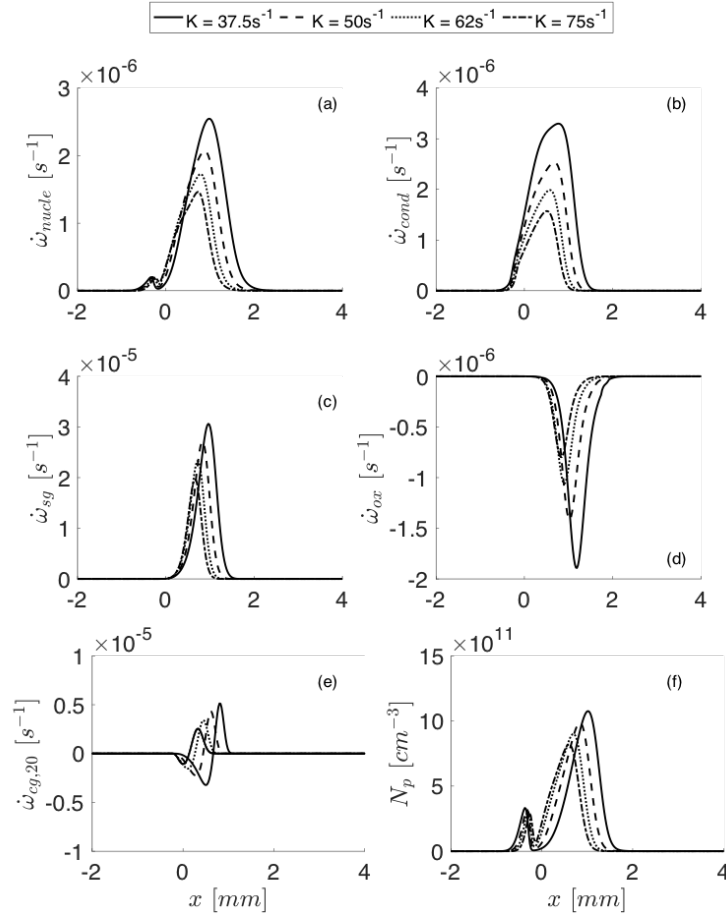 K = 37.5s⁻¹ K = 50s⁻¹ K = 62s⁻¹ K = 75s⁻¹
×10⁻⁶ ×10⁻⁶
3 (a) 4 (b)
2 3
1 2
0 1
0
ω̇nucle [s⁻¹] ω̇cond [s⁻¹]
-2 0 2 4 -2 0 2 4
×10⁻⁵ ×10⁻⁶
4 (c) 0
3 -0.5
2 -1
1 -1.5
0 -2 (d)
ω̇sg [s⁻¹] ω̇ox [s⁻¹]
-2 0 2 4 -2 0 2 4
×10⁻⁵ ×10¹¹
1 (e) 15 (f)
0.5 10
0 5
-0.5 0
-1
ω̇cg,20 [s⁻¹] Np [cm⁻³]
-2 0 2 4 -2 0 2 4
x [mm] x [mm]